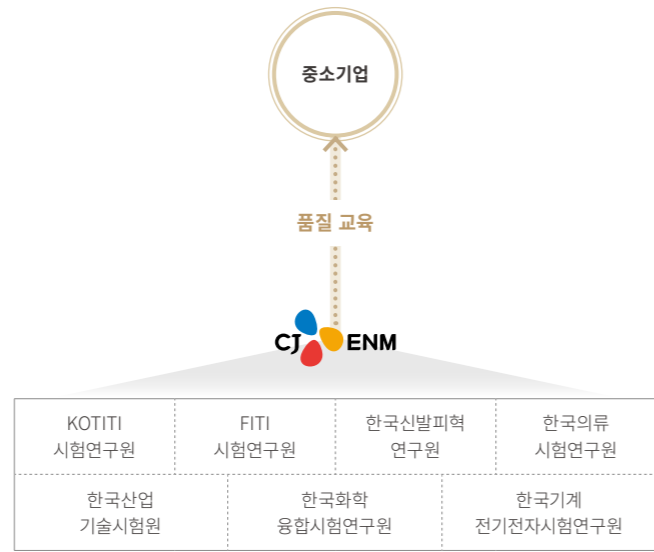 중소기업
품질 교육
CJ ENM
KOTITI
시험연구원
FITI
시험연구원
한국신발피혁
연구원
한국의류
시험연구원
한국산업
기술시험원
한국화학
융합시험연구원
한국기계
전기전자시험연구원